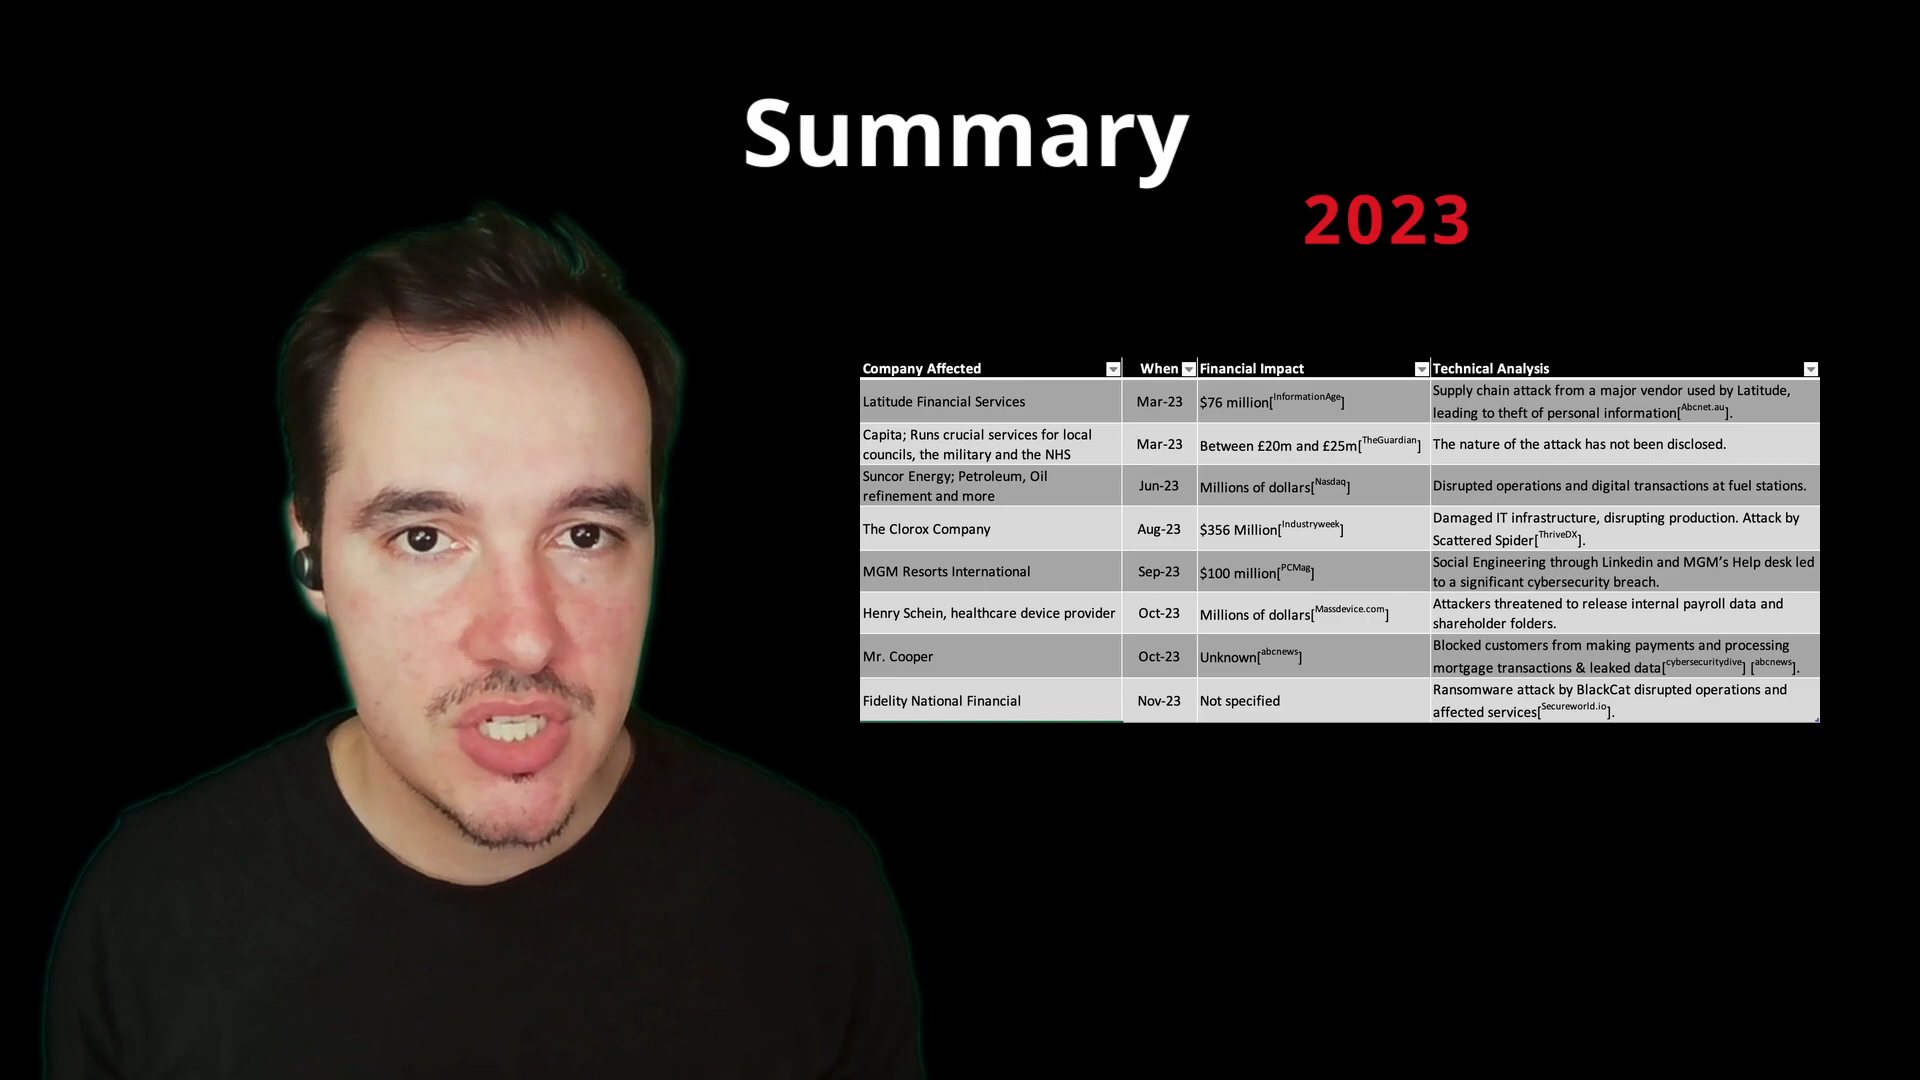 Summary
2023
Company Affected When Financial Impact Technical Analysis
Latitude Financial Services Mar-23 $76 million[InformationAge] Supply chain attack from a major vendor used by Latitude,
leading to theft of personal information[Abcnet.au].
Capita; Runs crucial services for local
councils, the military and the NHS Mar-23 Between £20m and £25m[TheGuardian] The nature of the attack has not been disclosed.
Suncor Energy; Petroleum, Oil
refinement and more Jun-23 Millions of dollars[Nasdaq] Disrupted operations and digital transactions at fuel stations.
The Clorox Company Aug-23 $356 Million[Industryweek] Damaged IT infrastructure, disrupting production. Attack by
Scattered Spider[ThriveDX].
MGM Resorts International Sep-23 $100 million[PCMag] Social Engineering through Linkedin and MGM’s Help desk led
to a significant cybersecurity breach.
Henry Schein, healthcare device provider Oct-23 Millions of dollars[Massdevice.com] Attackers threatened to release internal payroll data and
shareholder folders.
Mr. Cooper Oct-23 Unknown[abcnews] Blocked customers from making payments and processing
mortgage transactions & leaked data[cybersecuritydive] [abcnews].
Fidelity National Financial Nov-23 Not specified Ransomware attack by BlackCat disrupted operations and
affected services[Secureworld.io].